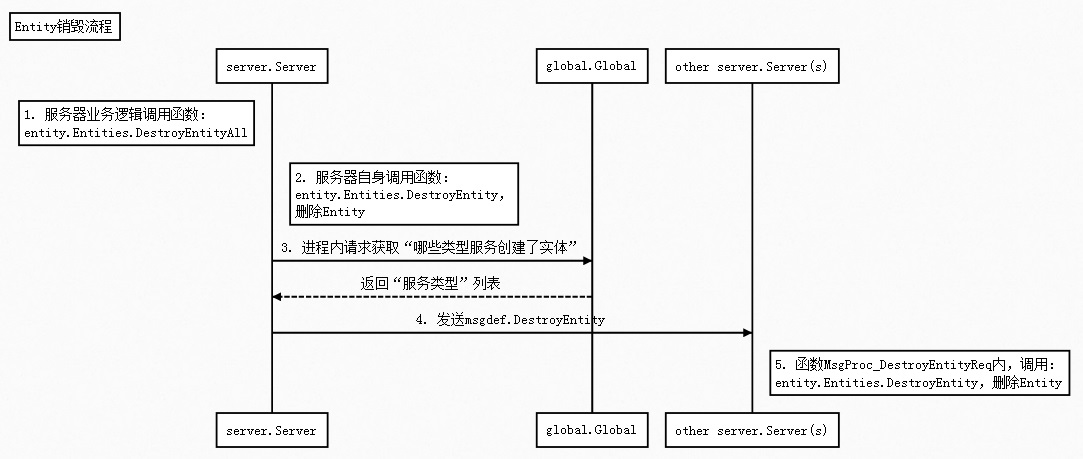 Entity销毁流程
server.Server
global.Global
other server.Server(s)
1. 服务器业务逻辑调用函数:
entity.Entities.DestroyEntityAll
2. 服务器自身调用函数:
entity.Entities.DestroyEntity,
删除Entity
3. 进程内请求获取“哪些类型服务创建了实体”
返回“服务类型”列表
4. 发送msgdef.DestroyEntity
5. 函数MsgProc_DestroyEntityReq内，调用:
entity.Entities.DestroyEntity，删除Entity
server.Server
global.Global
other server.Server(s)